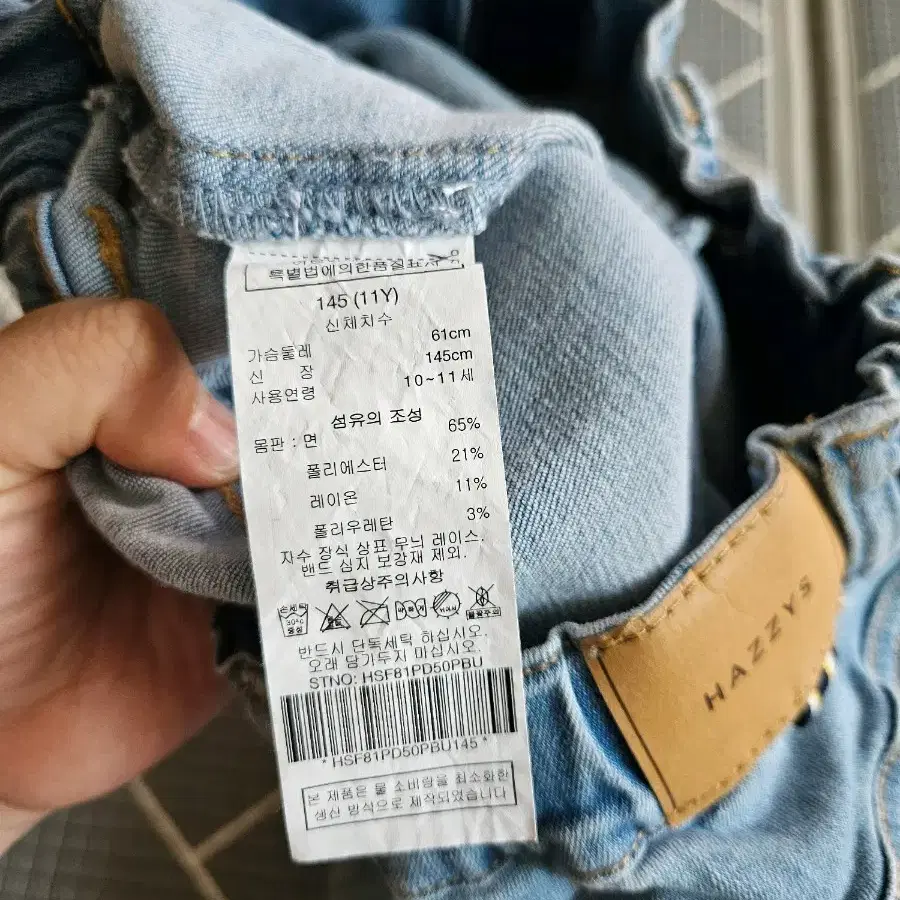 특별법에의한품질표시
145 (11Y)
신체치수
가슴둘레 61cm
신 장 145cm
사용연령 10~11세
섬유의 조성
몸판 : 면 65%
폴리에스터 21%
레이온 11%
폴리우레탄 3%
자수 장식 상표 무늬 레이스.
밴드 심지 보강재 제외.
취급상주의사항
손세탁
30℃
중성
반드시 단독세탁 하십시오.
오래 담가두지 마십시오.
STNO: HSF81PD50PBU
*HSF81PD50PBU145*
본 제품은 물 소비량을 최소화한
생산 방식으로 제작되었습니다
HAZZYS